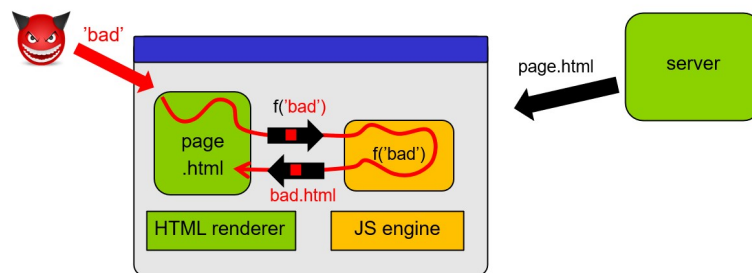 'bad'
page.html
server
f('bad')
page
.html
f('bad')
bad.html
HTML renderer
JS engine